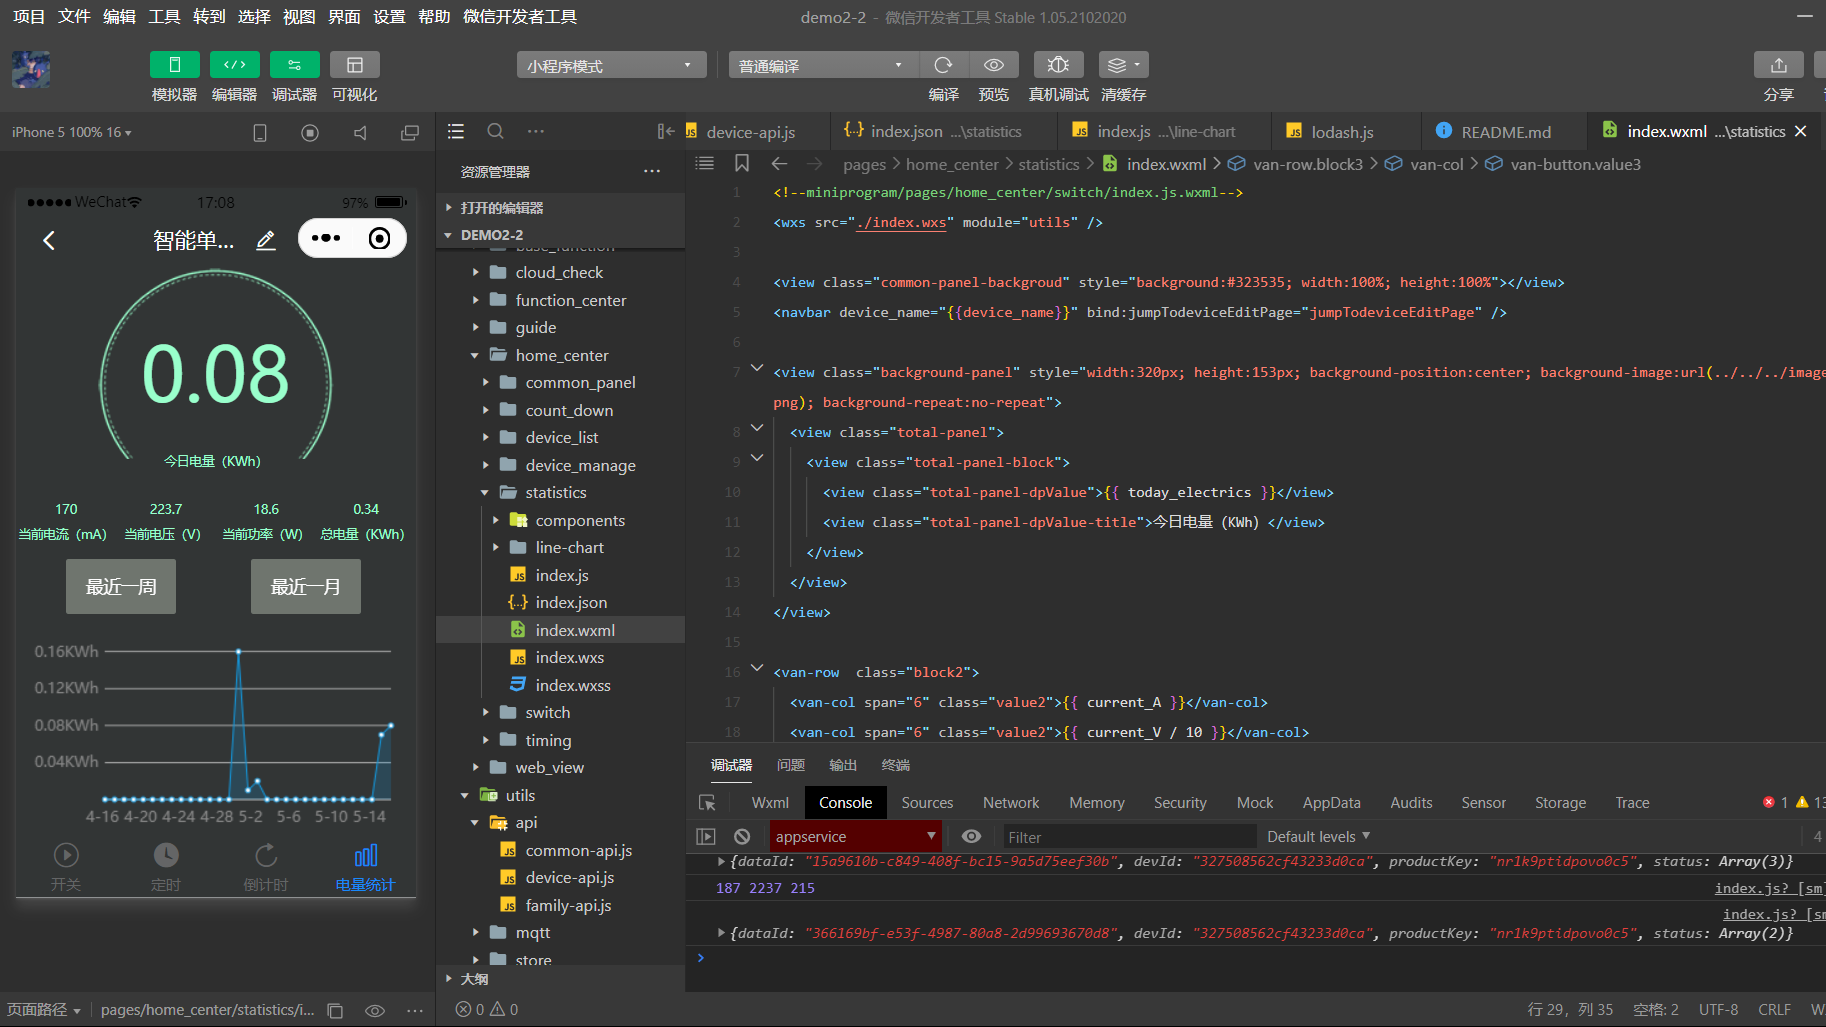 项目 文件 编辑 工具 转到 选择 视图 界面 设置 帮助 微信开发者工具
demo2-2 - 微信开发者工具 Stable 1.05.2102020
小程序模式
普通编译
模拟器 编辑器 调试器 可视化
编译 预览 真机调试 清缓存
分享
iPhone 5 100% 16
WeChat 17:08 97%
智能单...
0.08
今日电量（KWh）
170 223.7 18.6 0.34
当前电流（mA） 当前电压（V） 当前功率（W） 总电量（KWh）
最近一周 最近一月
0.16KWh
0.12KWh
0.08KWh
0.04KWh
4-16 4-20 4-24 4-28 5-2 5-6 5-10 5-14
开关 定时 倒计时 电量统计
页面路径 pages/home_center/statistics/i...
资源管理器
打开的编辑器
DEMO2-2
base_function
cloud_check
function_center
guide
home_center
common_panel
count_down
device_list
device_manage
statistics
components
line-chart
index.js
index.json
index.wxml
index.wxs
index.wxss
switch
timing
web_view
utils
api
common-api.js
device-api.js
family-api.js
mqtt
store
大纲
device-api.js index.json ...\statistics index.js ...\line-chart lodash.js README.md index.wxml ...\statistics
pages > home_center > statistics > index.wxml > van-row.block3 > van-col > van-button.value3
1 <!--miniprogram/pages/home_center/switch/index.js.wxml-->
2 <wxs src="./index.wxs" module="utils" />
3
4 <view class="common-panel-backgroud" style="background:#323535; width:100%; height:100%"></view>
5 <navbar device_name="{{device_name}}" bind:jumpTodeviceEditPage="jumpTodeviceEditPage" />
6
7 <view class="background-panel" style="width:320px; height:153px; background-position:center; background-image:url(../../../image
png); background-repeat:no-repeat">
8 <view class="total-panel">
9 <view class="total-panel-block">
10 <view class="total-panel-dpValue">{{ today_electrics }}</view>
11 <view class="total-panel-dpValue-title">今日电量（KWh）</view>
12 </view>
13 </view>
14 </view>
15
16 <van-row  class="block2">
17 <van-col span="6" class="value2">{{ current_A }}</van-col>
18 <van-col span="6" class="value2">{{ current_V / 10 }}</van-col>
调试器 问题 输出 终端
Wxml Console Sources Network Memory Security Mock AppData Audits Sensor Storage Trace 1 13
appservice Filter Default levels 4
{dataId: "15a9610b-c849-408f-bc15-9a5d75eef30b", devId: "327508562cf43233d0ca", productKey: "nr1k9ptidpovo0c5", status: Array(3)}
187 2237 215 index.js? [sm
index.js? [sm
{dataId: "366169bf-e53f-4987-80a8-2d99693670d8", devId: "327508562cf43233d0ca", productKey: "nr1k9ptidpovo0c5", status: Array(2)}
0 0
行 29，列 35 空格: 2 UTF-8 CRLF W